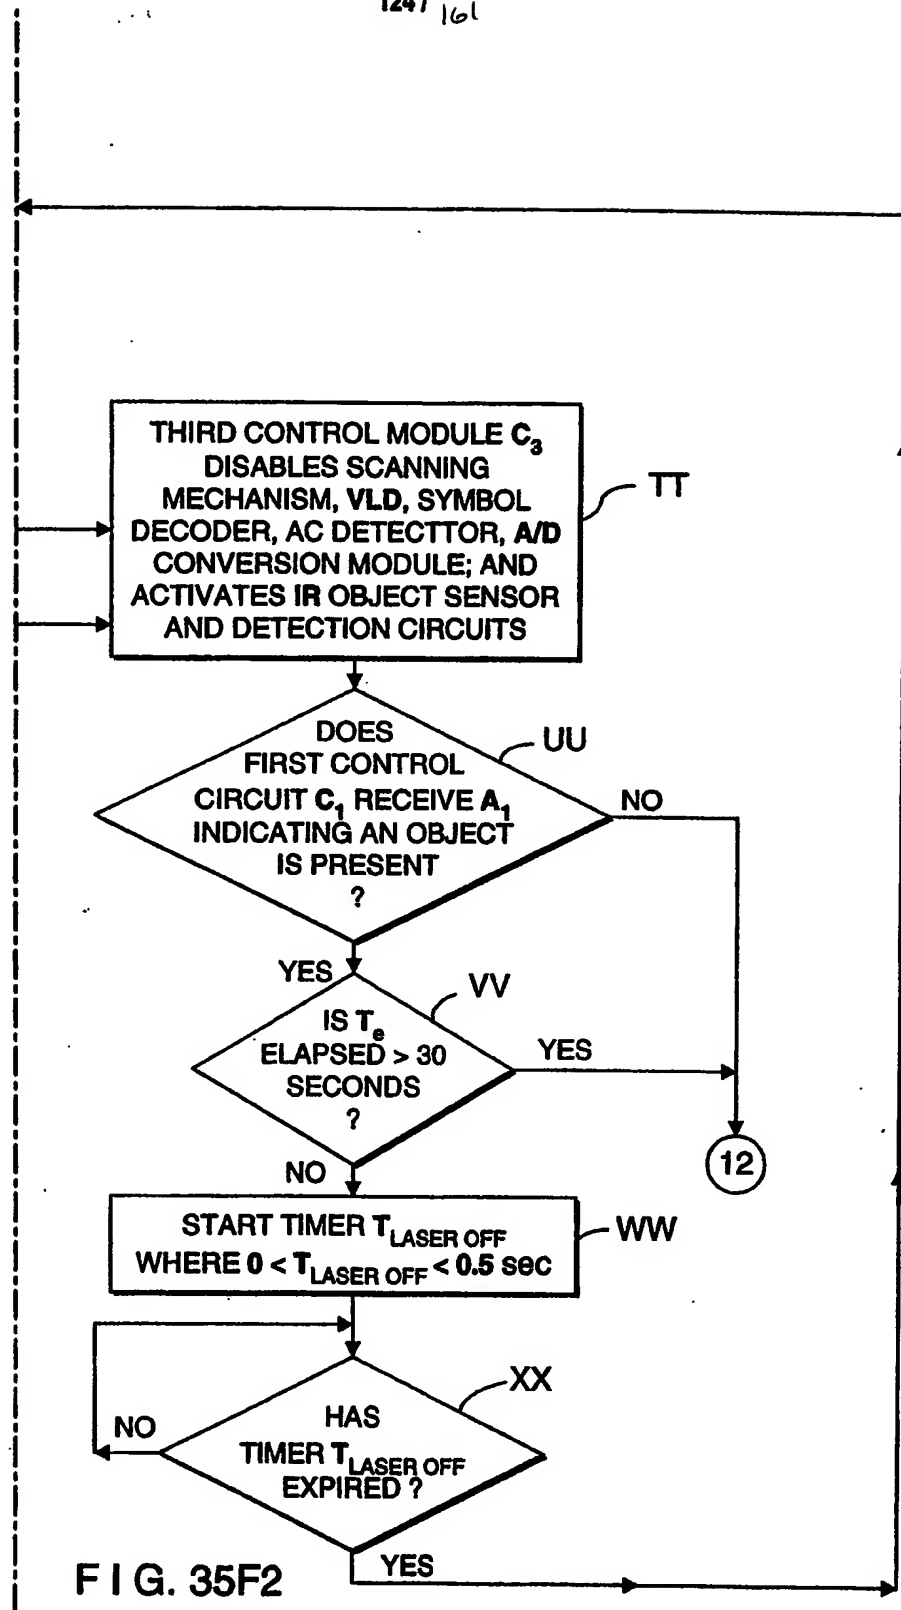 1247 161
THIRD CONTROL MODULE C3
DISABLES SCANNING
MECHANISM, VLD, SYMBOL
DECODER, AC DETECTTOR, A/D
CONVERSION MODULE; AND
ACTIVATES IR OBJECT SENSOR
AND DETECTION CIRCUITS
TT
DOES
FIRST CONTROL
CIRCUIT C1 RECEIVE A1
INDICATING AN OBJECT
IS PRESENT
?
UU
NO
YES
IS Te
ELAPSED > 30
SECONDS
?
VV
YES
12
NO
START TIMER TLASER OFF
WHERE 0 < TLASER OFF < 0.5 sec
WW
HAS
TIMER TLASER OFF
EXPIRED ?
XX
NO
YES
FIG. 35F2